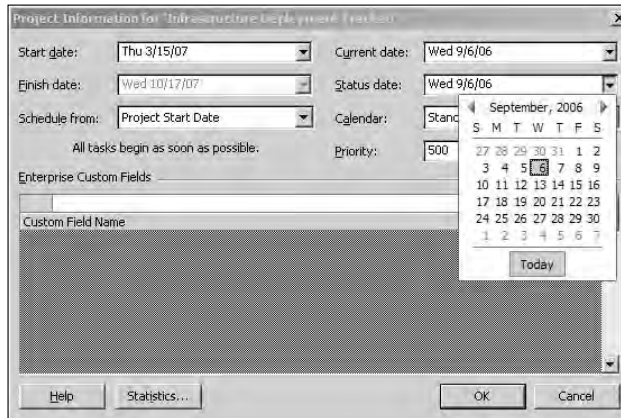 Project Information for 'Infrastructure Deployment Tracker'
Start date: Thu 3/15/07 Current date: Wed 9/6/06
Finish date: Wed 10/17/07 Status date: Wed 9/6/06
Schedule from: Project Start Date Calendar: Stanc
All tasks begin as soon as possible. Priority: 500
Enterprise Custom Fields
Custom Field Name
September, 2006
S M T W T F S
27 28 29 30 31 1 2
3 4 5 6 7 8 9
10 11 12 13 14 15 16
17 18 19 20 21 22 23
24 25 26 27 28 29 30
1 2 3 4 5 6 7
Today
Help Statistics... OK Cancel